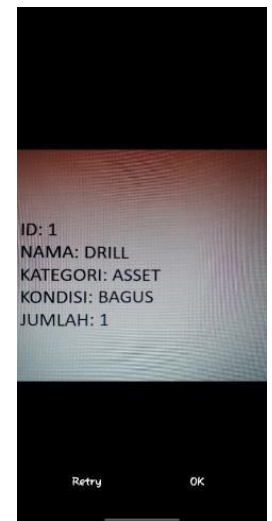 ID: 1
NAMA: DRILL
KATEGORI: ASSET
KONDISI: BAGUS
JUMLAH: 1
Retry OK